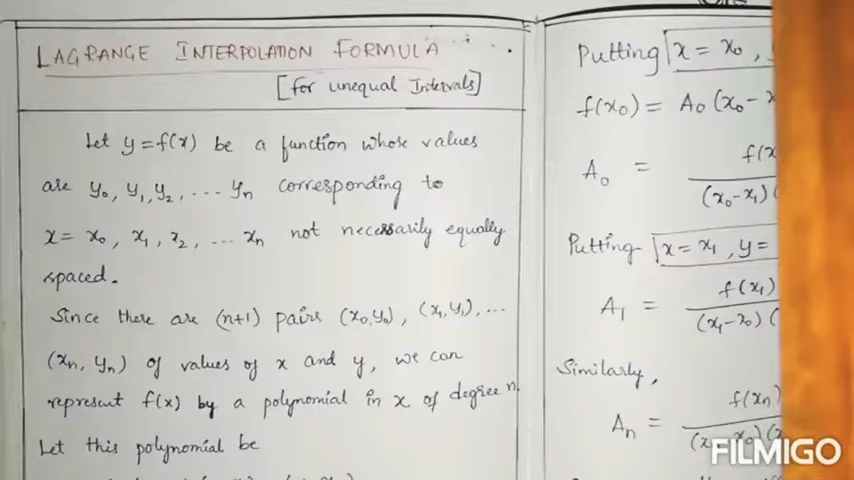 LAGRANGE INTERPOLATION FORMULA
[for unequal Intervals]
Let y = f(x) be a function whose values
are y₀, y₁, y₂, ... yₙ corresponding to
x = x₀, x₁, x₂, ... xₙ not necessarily equally
spaced.
Since there are (n+1) pairs (x₀,y₀), (x₁,y₁), ...
(xₙ, yₙ) of values of x and y, we can
represent f(x) by a polynomial in x of degree n.
Let this polynomial be
Putting x = x₀ ,
f(x₀) = A₀ (x₀ -
A₀ = f(x
(x₀-x₁)
Putting x = x₁ , y =
A₁ = f(x₁)
(x₁-x₀) (
Similarly,
Aₙ = f(xₙ)
FILMIGO